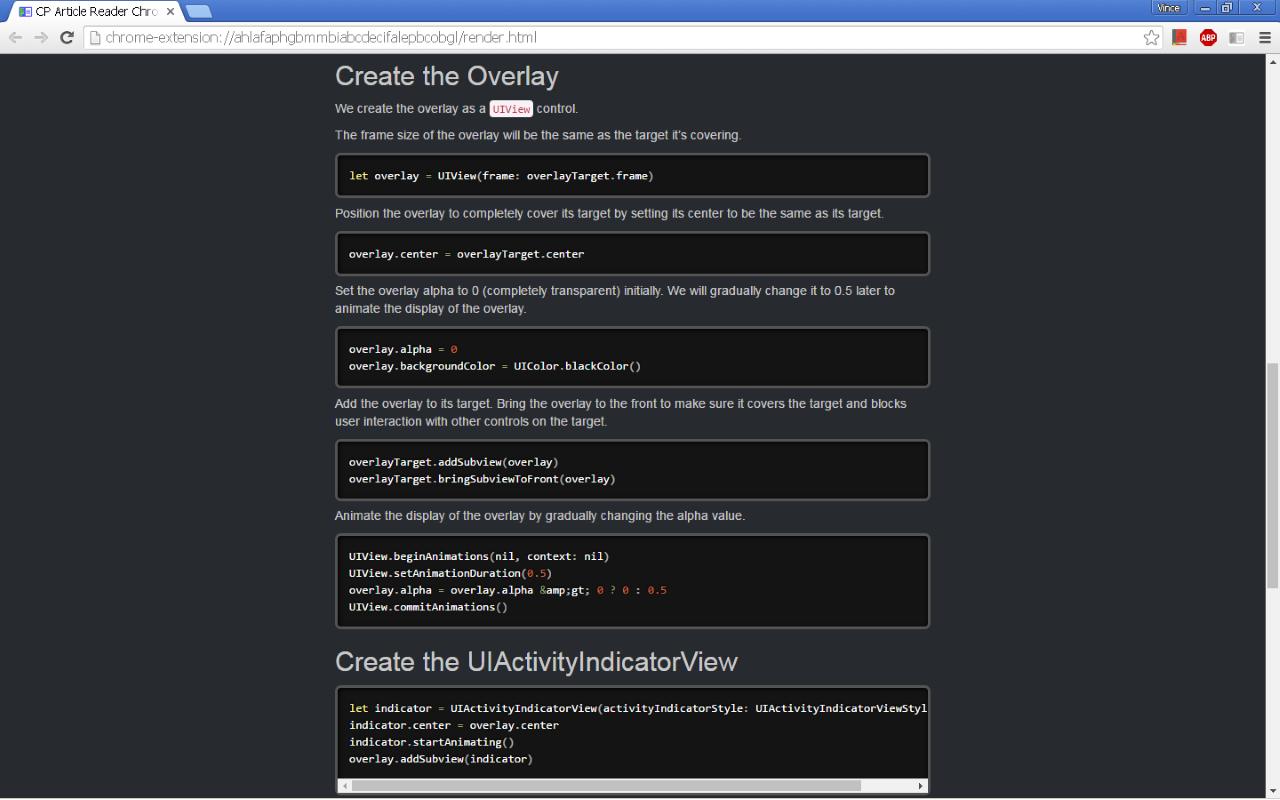 CP Article Reader Chro
Vince
chrome-extension://ahlafaphgbmmbiabcdecifalepbcobgl/render.html
ABP
Create the Overlay
We create the overlay as a UIView control.
The frame size of the overlay will be the same as the target it's covering.
let overlay = UIView(frame: overlayTarget.frame)
Position the overlay to completely cover its target by setting its center to be the same as its target.
overlay.center = overlayTarget.center
Set the overlay alpha to 0 (completely transparent) initially. We will gradually change it to 0.5 later to
animate the display of the overlay.
overlay.alpha = 0
overlay.backgroundColor = UIColor.blackColor()
Add the overlay to its target. Bring the overlay to the front to make sure it covers the target and blocks
user interaction with other controls on the target.
overlayTarget.addSubview(overlay)
overlayTarget.bringSubviewToFront(overlay)
Animate the display of the overlay by gradually changing the alpha value.
UIView.beginAnimations(nil, context: nil)
UIView.setAnimationDuration(0.5)
overlay.alpha = overlay.alpha &amp;gt; 0 ? 0 : 0.5
UIView.commitAnimations()
Create the UIActivityIndicatorView
let indicator = UIActivityIndicatorView(activityIndicatorStyle: UIActivityIndicatorViewStyl
indicator.center = overlay.center
indicator.startAnimating()
overlay.addSubview(indicator)